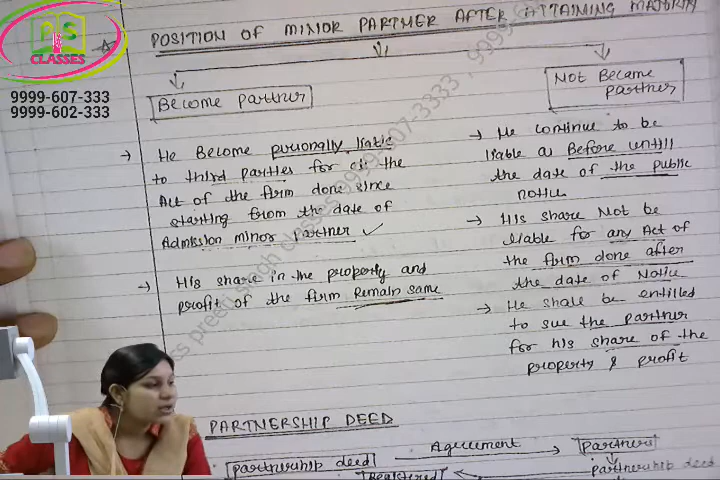 PS
CLASSES
9999-607-333
9999-602-333
POSITION OF MINOR PARTNER AFTER ATTAINING MAJORITY
Become partner
→ He Become personally liable
to third parties for all the
Act of the firm done since
starting from the date of
Admission minor partner ✓
→ His share in the property and
profit of the firm Remain same
Not Became
partner
→ He continue to be
liable as Before untill
the date of the public
notice
→ His share Not be
liable for any Act of
the firm done after
the date of Notice
→ He shall be entilled
to sue the partner
for his share of the
property & profit
PARTNERSHIP DEED
partnership deed Agreement → Partners
Registered partnership deed